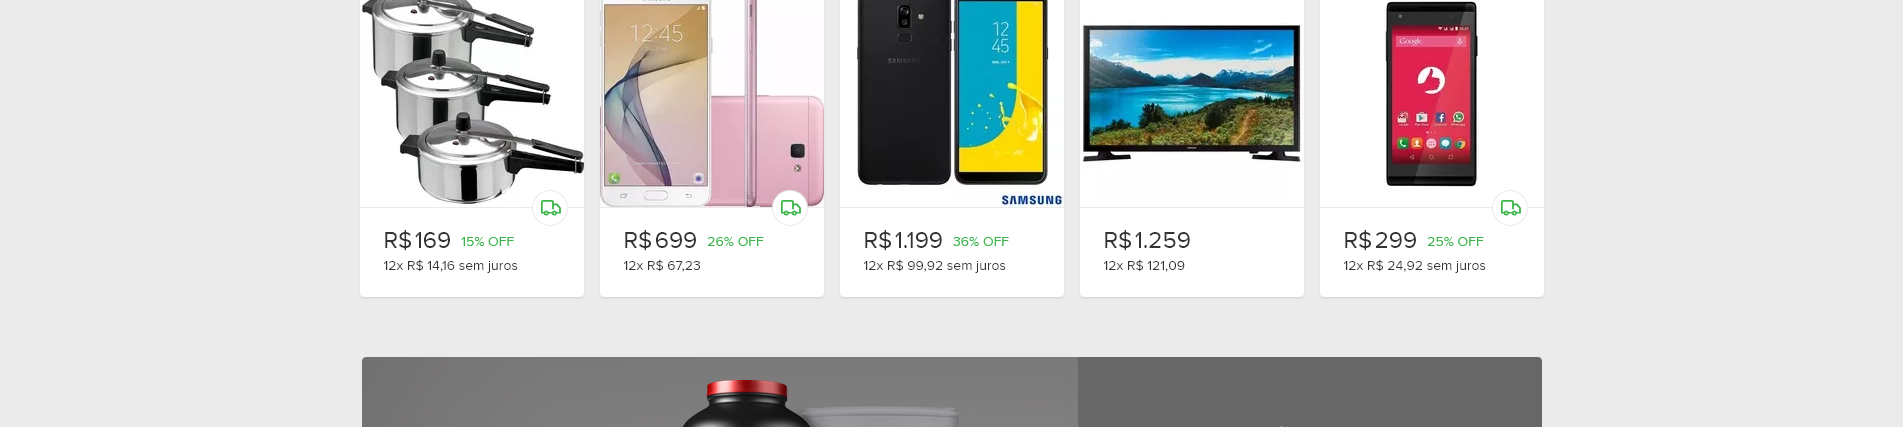 12:45
SAMSUNG
12
45
SAMSUNG
Google
R$ 169 15% OFF
12x R$ 14,16 sem juros
R$ 699 26% OFF
12x R$ 67,23
R$ 1.199 36% OFF
12x R$ 99,92 sem juros
R$ 1.259
12x R$ 121,09
R$ 299 25% OFF
12x R$ 24,92 sem juros